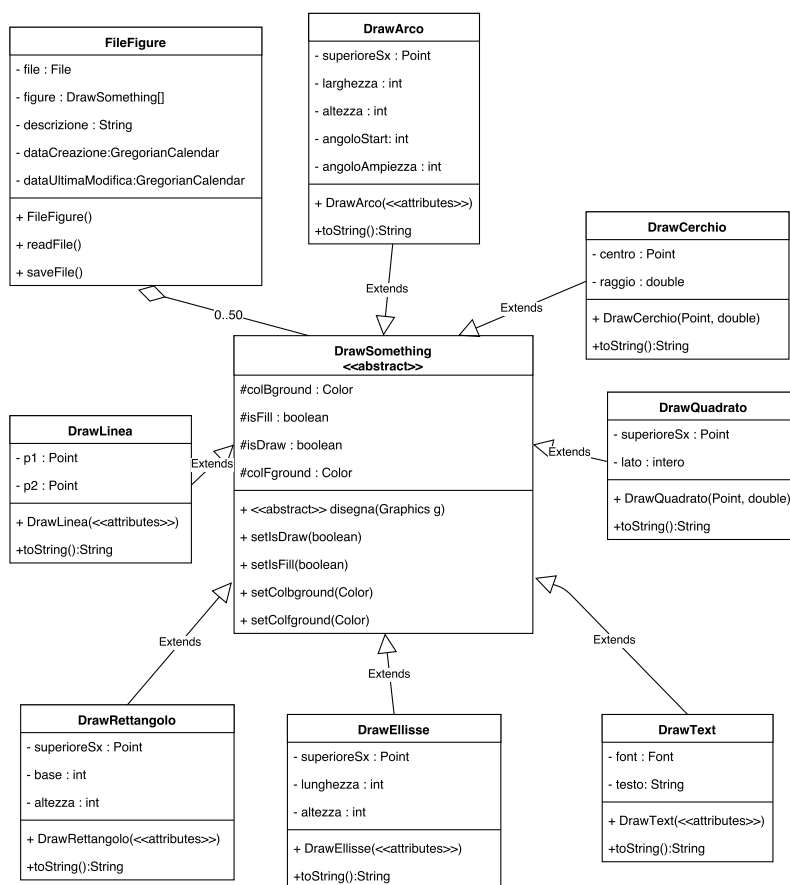 FileFigure
- file : File
- figure : DrawSomething[]
- descrizione : String
- dataCreazione:GregorianCalendar
- dataUltimaModifica:GregorianCalendar
+ FileFigure()
+ readFile()
+ saveFile()
0..50
DrawArco
- superioreSx : Point
- larghezza : int
- altezza : int
- angoloStart: int
- angoloAmpiezza : int
+ DrawArco(<<attributes>>)
+toString():String
Extends
DrawCerchio
- centro : Point
- raggio : double
+ DrawCerchio(Point, double)
+toString():String
Extends
DrawSomething
<<abstract>>
#colBground : Color
#isFill : boolean
#isDraw : boolean
#colFground : Color
+ <<abstract>> disegna(Graphics g)
+ setIsDraw(boolean)
+ setIsFill(boolean)
+ setColbground(Color)
+ setColfground(Color)
DrawLinea
- p1 : Point
- p2 : Point
+ DrawLinea(<<attributes>>)
+toString():String
Extends
DrawQuadrato
- superioreSx : Point
- lato : intero
+ DrawQuadrato(Point, double)
+toString():String
Extends
Extends
DrawRettangolo
- superioreSx : Point
- base : int
- altezza : int
+ DrawRettangolo(<<attributes>>)
+toString():String
Extends
DrawEllisse
- superioreSx : Point
- lunghezza : int
- altezza : int
+ DrawEllisse(<<attributes>>)
+toString():String
Extends
DrawText
- font : Font
- testo: String
+ DrawText(<<attributes>>)
+toString():String